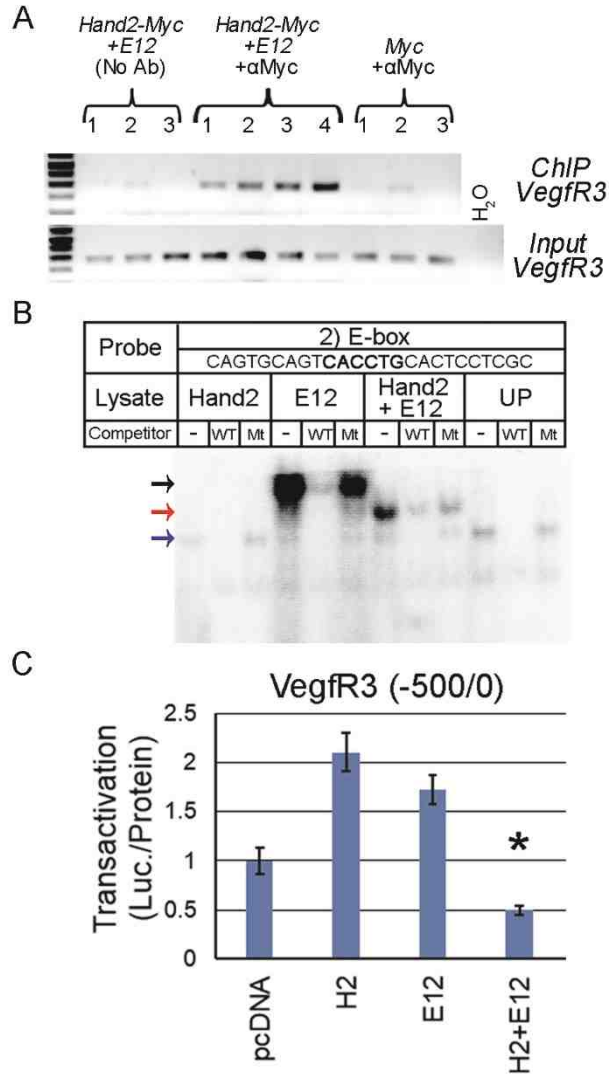 A
Hand2-Myc +E12 (No Ab)
Hand2-Myc +E12 +αMyc
Myc +αMyc
1 2 3 1 2 3 4 1 2 3
H2O
ChIP VegfR3
Input VegfR3
B
Probe
2) E-box
CAGTGCAGTCACCTGCACTCCTCGC
Lysate Hand2 E12 Hand2 + E12 UP
Competitor - WT Mt - WT Mt - WT Mt - WT Mt
C
VegfR3 (-500/0)
Transactivation (Luc./Protein)
2.5
2
1.5
1
0.5
0
*
pcDNA
H2
E12
H2+E12